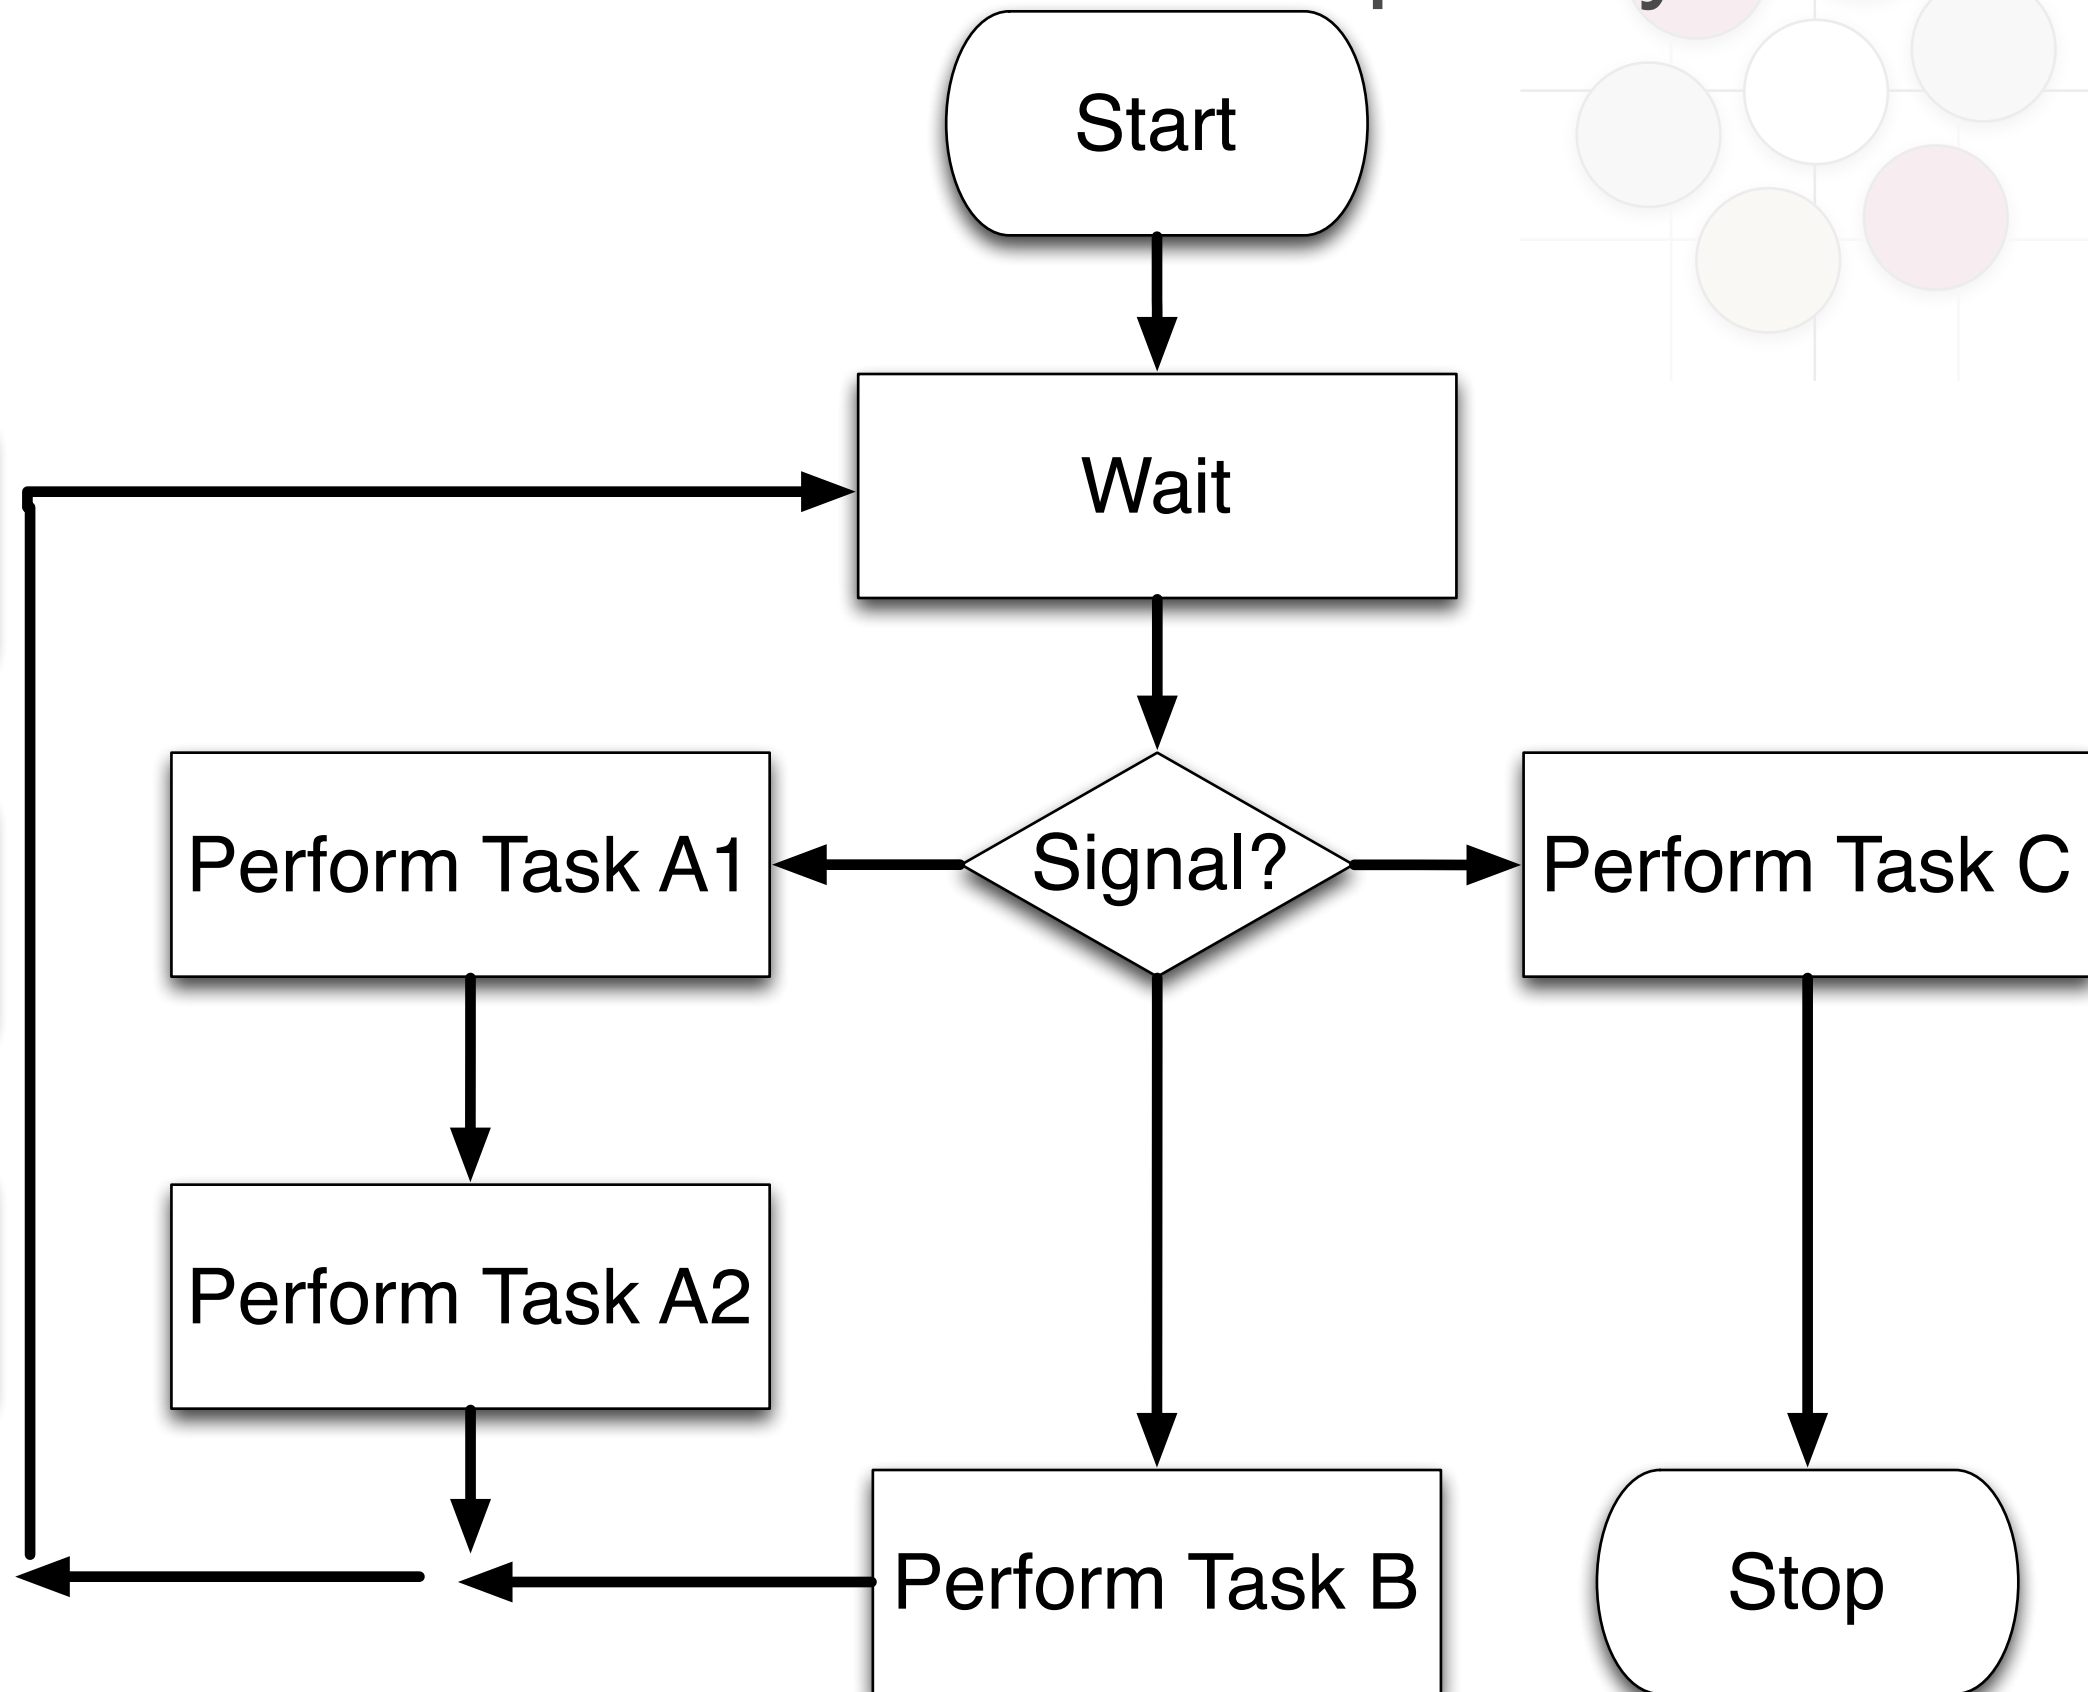 Start
Wait
Perform Task A1
Signal?
Perform Task C
Perform Task A2
Perform Task B
Stop